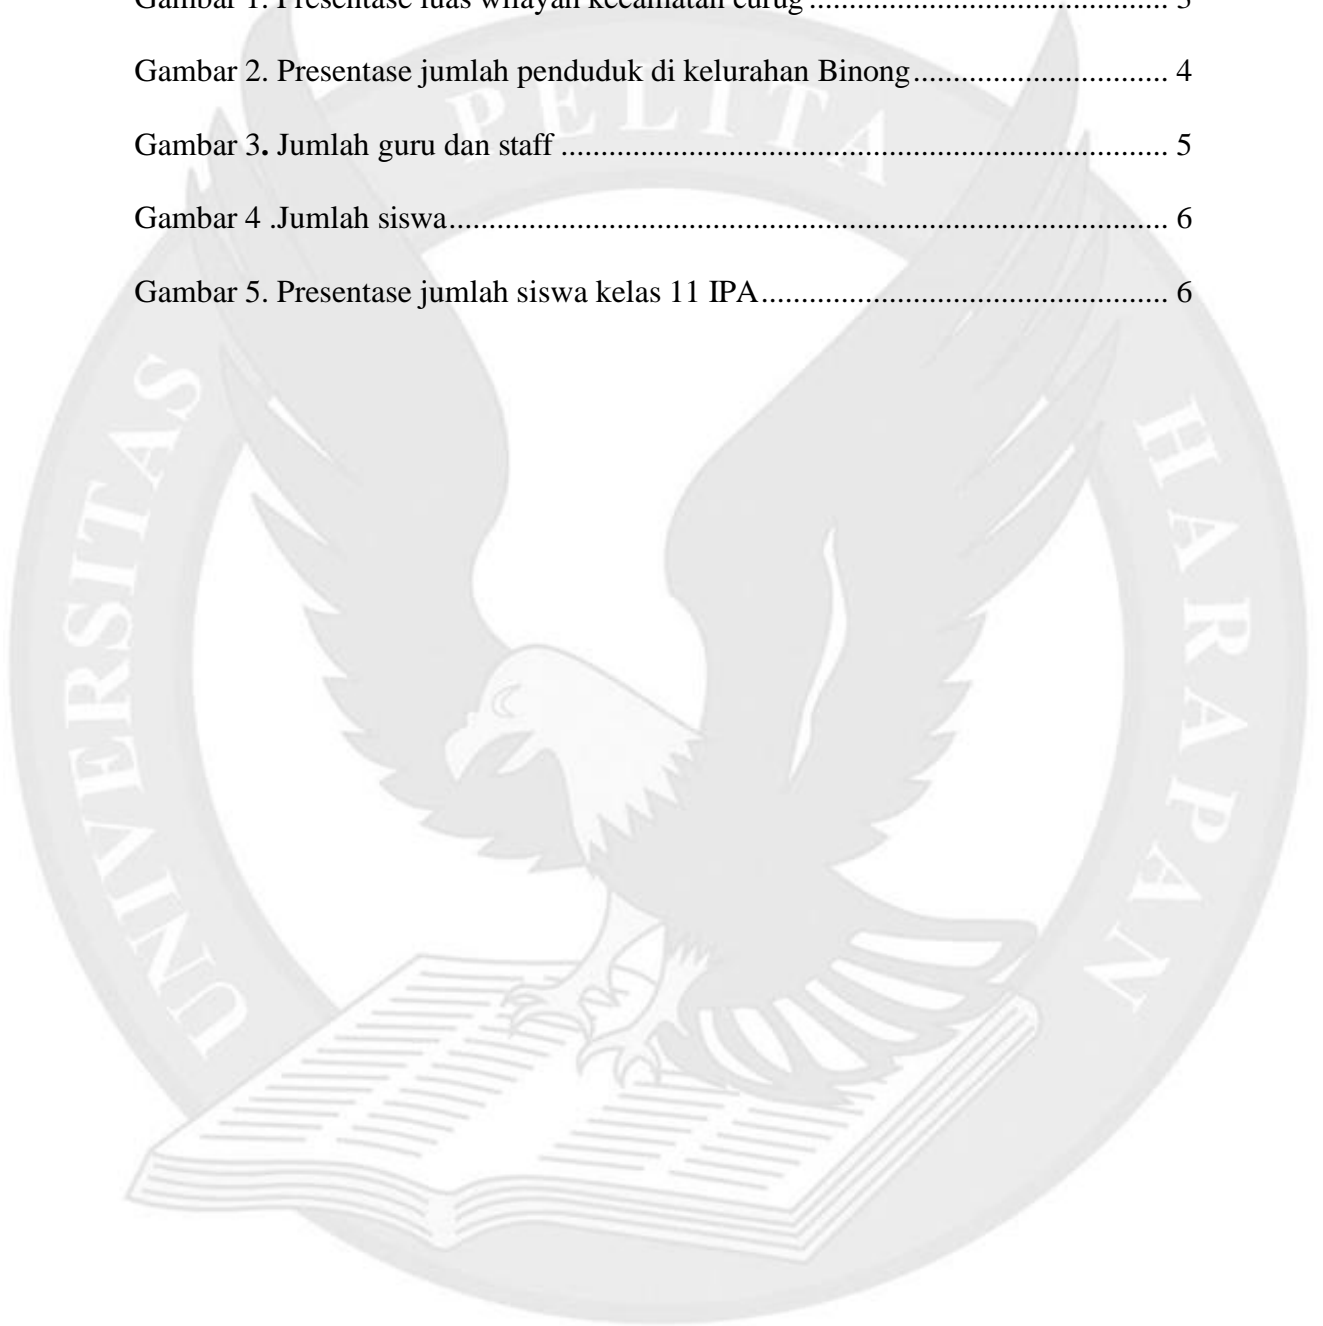 Gambar 1. Presentase luas wilayah kecamatan curug ............................................. 3
Gambar 2. Presentase jumlah penduduk di kelurahan Binong................................ 4
Gambar 3. Jumlah guru dan staff ............................................................................ 5
Gambar 4 .Jumlah siswa.......................................................................................... 6
Gambar 5. Presentase jumlah siswa kelas 11 IPA................................................... 6
UNIVERSITAS PELITA HARAPAN